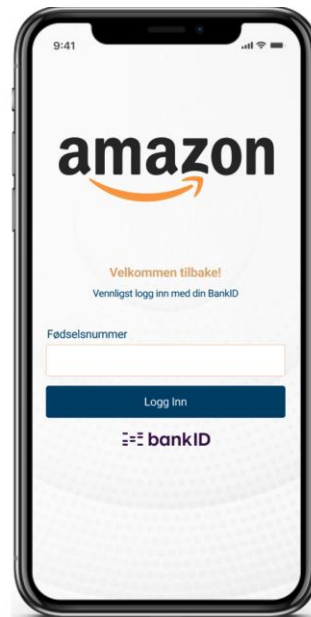 9:41
amazon
Velkommen tilbake!
Vennligst logg inn med din BankID
Fødselsnummer
Logg Inn
bankID